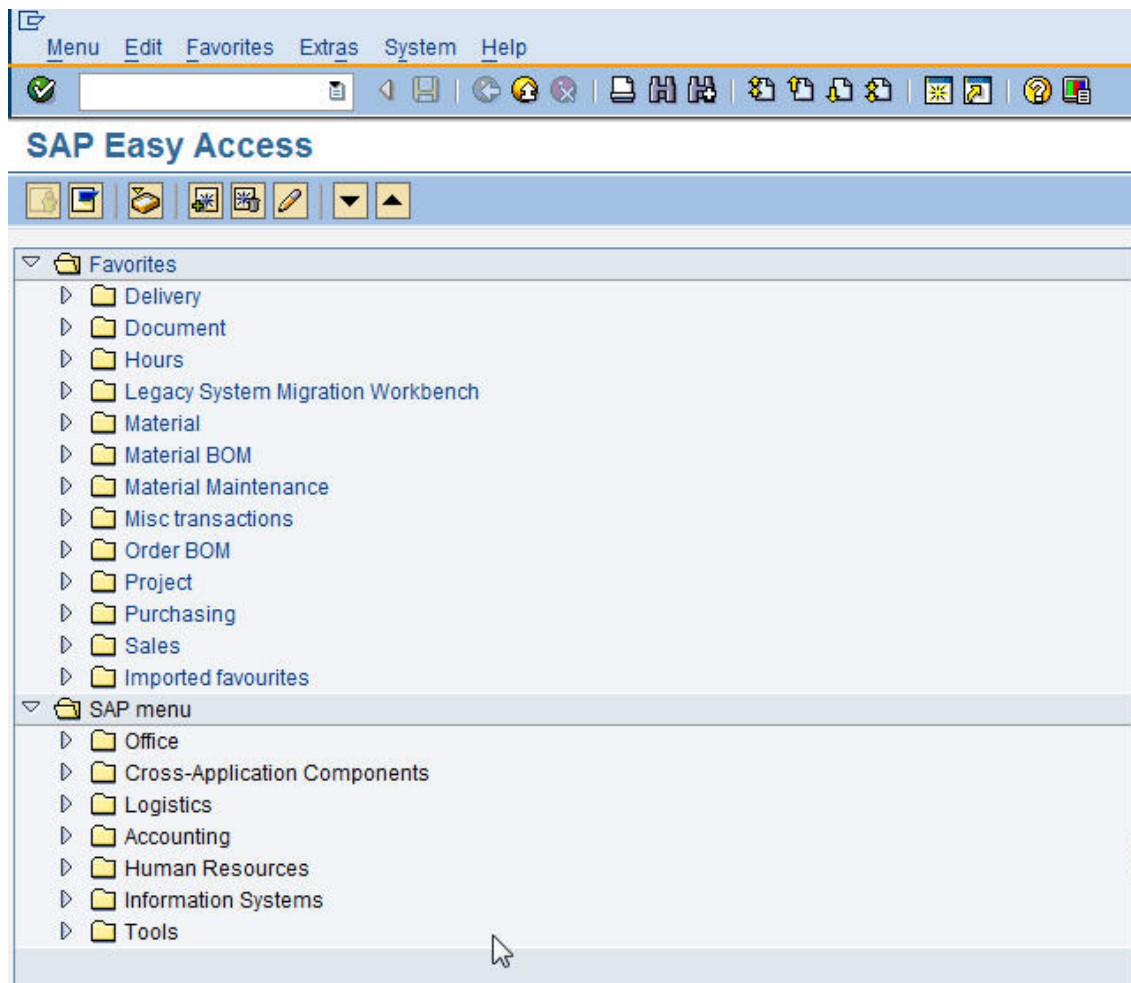 Menu Edit Favorites Extras System Help
SAP Easy Access
Favorites
Delivery
Document
Hours
Legacy System Migration Workbench
Material
Material BOM
Material Maintenance
Misc transactions
Order BOM
Project
Purchasing
Sales
Imported favourites
SAP menu
Office
Cross-Application Components
Logistics
Accounting
Human Resources
Information Systems
Tools